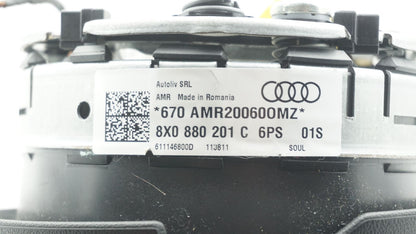 Autoliv SRL
AMR Made in Romania
*670 AMR200600MZ*
8X0 880 201 C 6PS 01S
611146800D 113811 SOUL